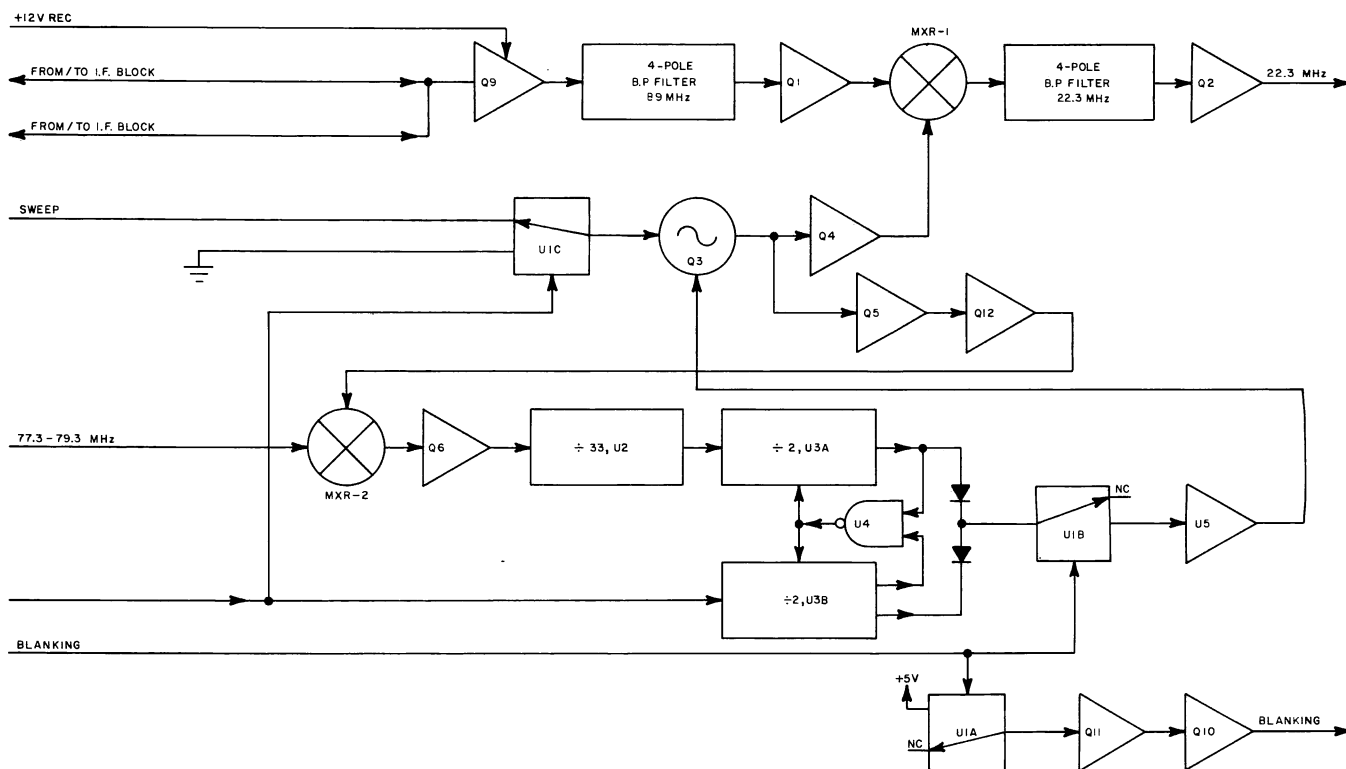 +12V REC
FROM/TO I.F. BLOCK
FROM/TO I.F. BLOCK
Q9
4-POLE
B.P FILTER
89MHz
Q1
MXR-1
4-POLE
B.P FILTER
22.3 MHz
Q2
22.3 MHz
SWEEP
U1C
Q3
Q4
Q5
Q12
77.3-79.3 MHz
MXR-2
Q6
÷ 33, U2
÷ 2, U3A
U4
÷2, U3B
NC
U1B
U5
BLANKING
+5V
NC
U1A
Q11
Q10
BLANKING